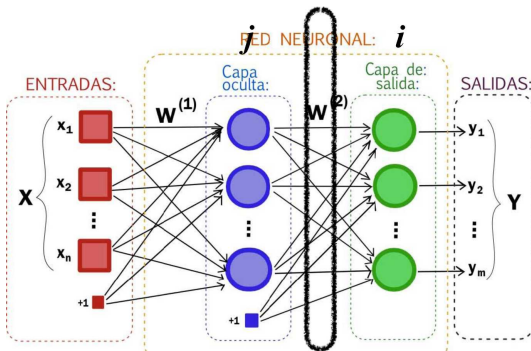 j i
RED NEURONAL:
ENTRADAS:
Capa
oculta:
Capa de:
salida:
SALIDAS:
W(1)
W(2)
x1
x2
xn
+1
X
+1
y1
y2
ym
Y